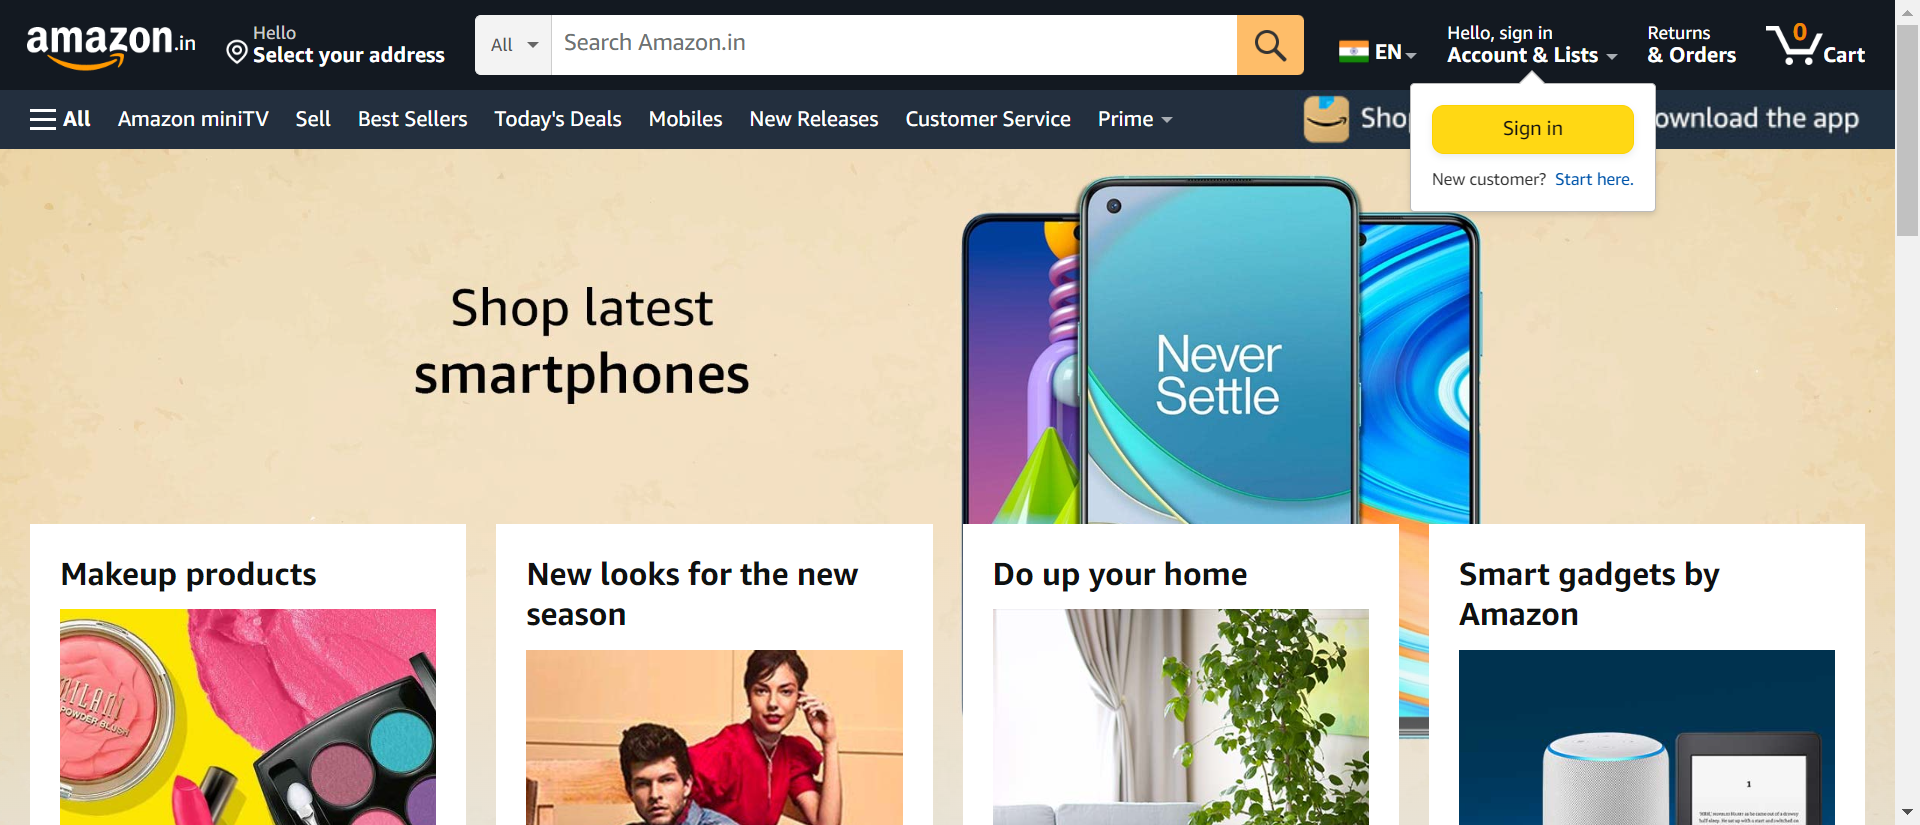 amazon.in
Hello
Select your address
All
Search Amazon.in
EN
Hello, sign in
Account & Lists
Returns
& Orders
0
Cart
All
Amazon miniTV
Sell
Best Sellers
Today's Deals
Mobiles
New Releases
Customer Service
Prime
Sho
ownload the app
Sign in
New customer? Start here.
Shop latest
smartphones
Never
Settle
Makeup products
New looks for the new
season
Do up your home
Smart gadgets by
Amazon
MILANI
POWDER BLUSH
1